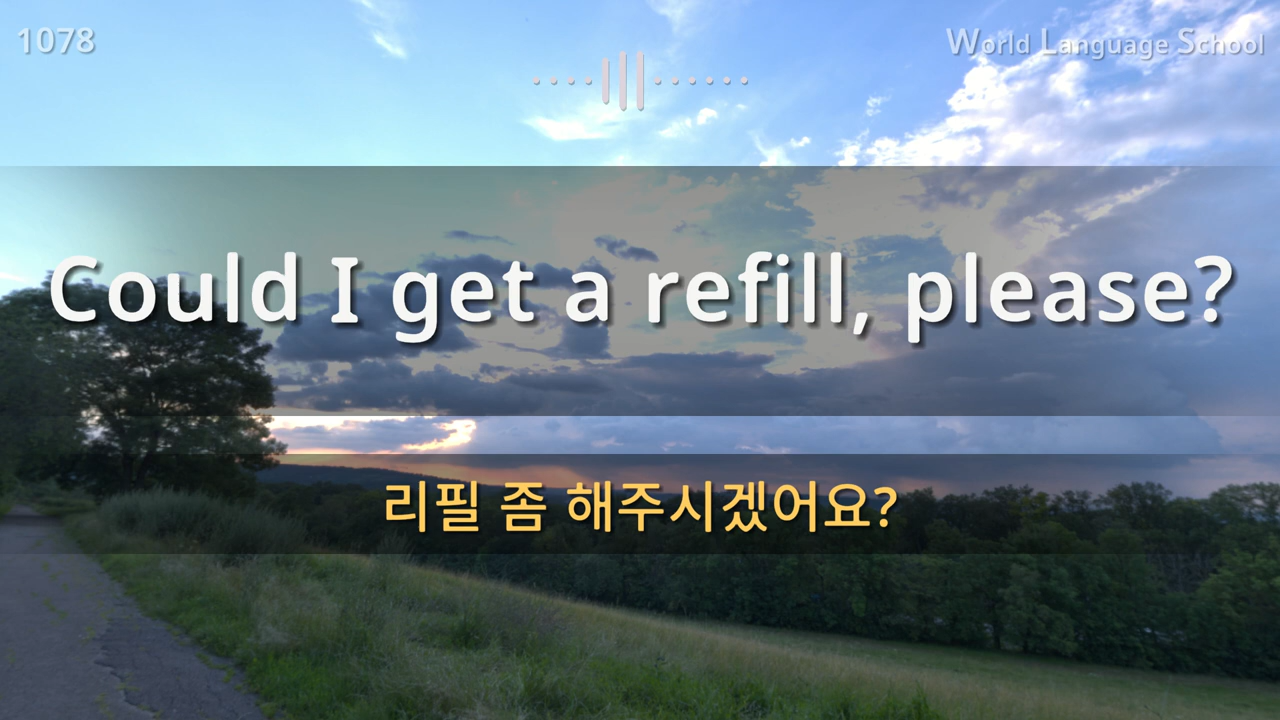 1078
World Language School
Could I get a refill, please?
리필 좀 해주시겠어요?